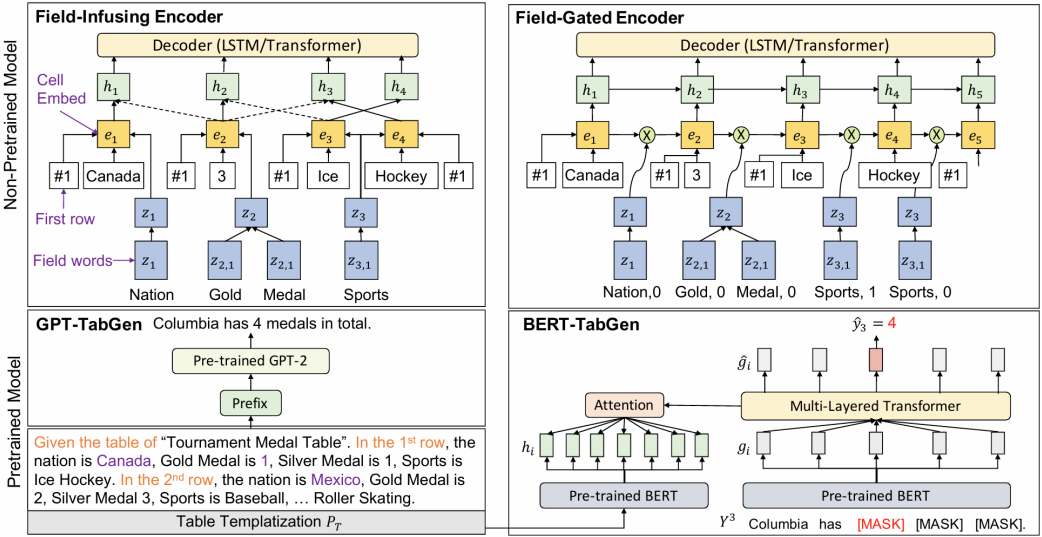 Non-Pretrained Model
Field-Infusing Encoder
Decoder (LSTM/Transformer)
Cell
Embed
h₁ h₂ h₃ h₄
e₁ e₂ e₃ e₄
#1 Canada #1 3 #1 Ice Hockey #1
First row
z₁ z₂ z₃
Field words
z₁ z₂,₁ z₂,₁ z₃,₁
Nation Gold Medal Sports
Field-Gated Encoder
Decoder (LSTM/Transformer)
h₁ h₂ h₃ h₄ h₅
e₁ X e₂ X e₃ X e₄ X e₅
#1 Canada #1 3 #1 Ice Hockey #1
z₁ z₂ z₃ z₃
z₁ z₂,₁ z₂,₁ z₃,₁ z₃,₁
Nation,0 Gold, 0 Medal, 0 Sports, 1 Sports, 0
Pretrained Model
GPT-TabGen Columbia has 4 medals in total.
Pre-trained GPT-2
Prefix
Given the table of “Tournament Medal Table”. In the 1st row, the
nation is Canada, Gold Medal is 1, Silver Medal is 1, Sports is
Ice Hockey. In the 2nd row, the nation is Mexico, Gold Medal is
2, Silver Medal 3, Sports is Baseball, … Roller Skating.
Table Templatization P_T
BERT-TabGen
ŷ₃ = 4
ĝᵢ
Attention
Multi-Layered Transformer
hᵢ
gᵢ
Pre-trained BERT
Pre-trained BERT
Y³ Columbia has [MASK] [MASK] [MASK].